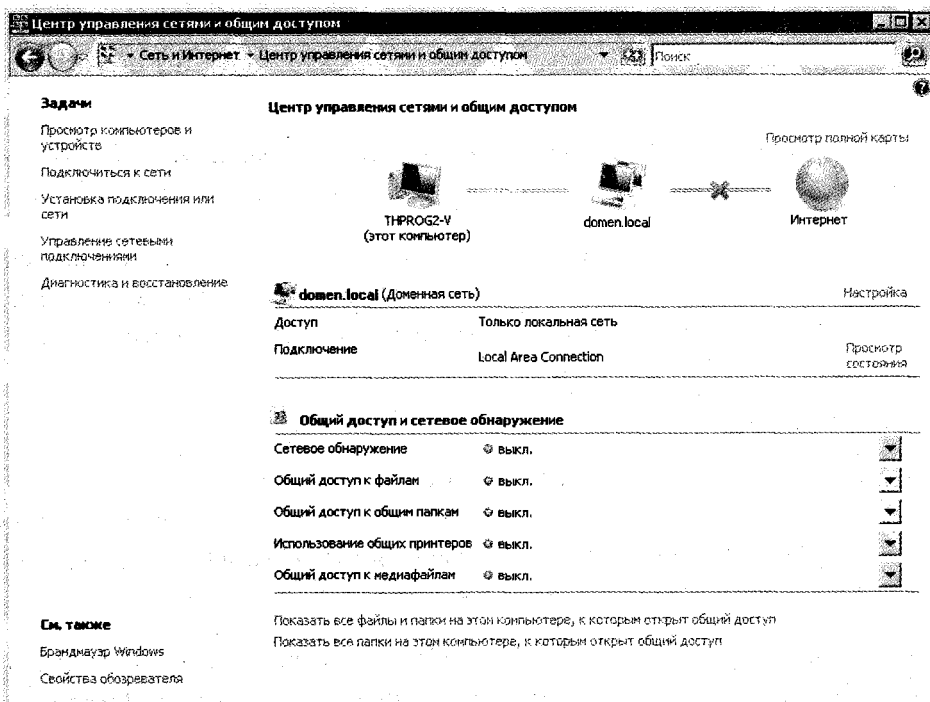 Центр управления сетями и общим доступом
Сеть и Интернет
Центр управления сетями и общим доступом
Поиск
Задачи
Просмотр компьютеров и
устройств
Подключиться к сети
Установка подключения или
сети
Управление сетевыми
подключениями
Диагностика и восстановление
Центр управления сетями и общим доступом
Просмотр полной карты
THPROG2-V
(этот компьютер)
domen.local
Интернет
domen.local (Доменная сеть)
Настройка
Доступ
Только локальная сеть
Подключение
Local Area Connection
Просмотр
состояния
Общий доступ и сетевое обнаружение
Сетевое обнаружение
выкл.
Общий доступ к файлам
выкл.
Общий доступ к общим папкам
выкл.
Использование общих принтеров
выкл.
Общий доступ к медиафайлам
выкл.
Показать все файлы и папки на этом компьютере, к которым открыт общий доступ
Показать все папки на этом компьютере, к которым открыт общий доступ
См. также
Брандмауэр Windows
Свойства обозревателя